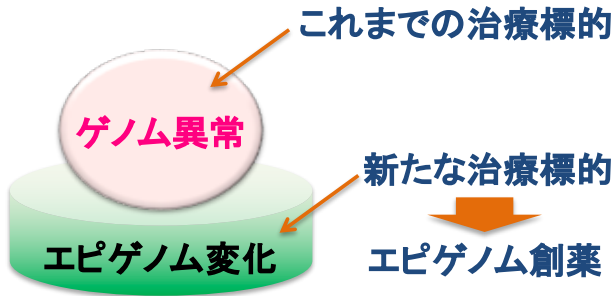 これまでの治療標的
ゲノム異常
新たな治療標的
エピゲノム変化
エピゲノム創薬